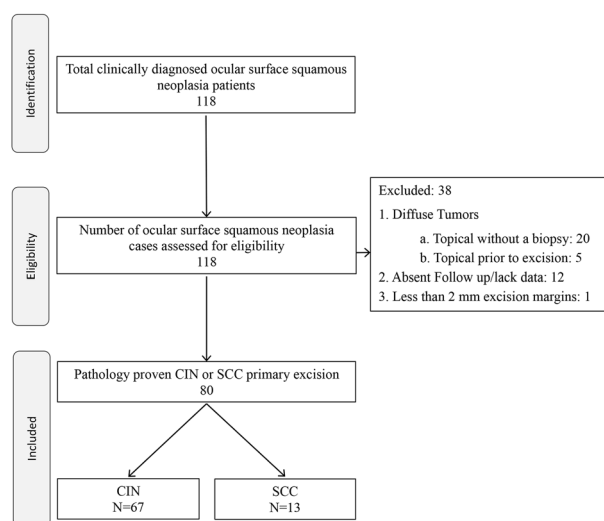 Identification
Total clinically diagnosed ocular surface squamous
neoplasia patients
118
Eligibility
Number of ocular surface squamous neoplasia
cases assessed for eligibility
118
Excluded: 38
1. Diffuse Tumors
a. Topical without a biopsy: 20
b. Topical prior to excision: 5
2. Absent Follow up/lack data: 12
3. Less than 2 mm excision margins: 1
Included
Pathology proven CIN or SCC primary excision
80
CIN
N=67
SCC
N=13